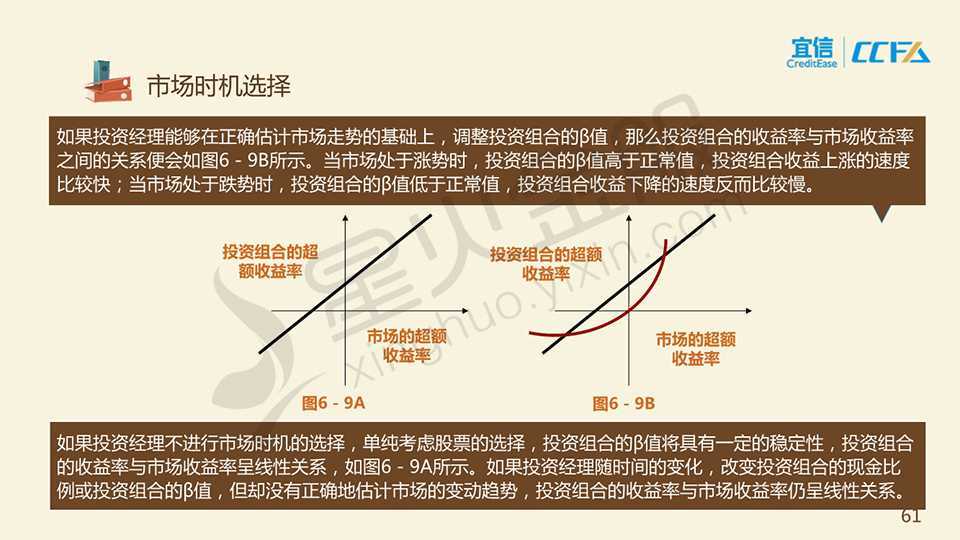 宜信
CreditEase
CCFA
市场时机选择
如果投资经理能够在正确估计市场走势的基础上，调整投资组合的β值，那么投资组合的收益率与市场收益率
之间的关系便会如图6－9B所示。当市场处于涨势时，投资组合的β值高于正常值，投资组合收益上涨的速度
比较快；当市场处于跌势时，投资组合的β值低于正常值，投资组合收益下降的速度反而比较慢。
投资组合的超
额收益率
市场的超额
收益率
图6－9A
投资组合的超额
收益率
市场的超额
收益率
图6－9B
星火金服
xinghuo.yixin.com
如果投资经理不进行市场时机的选择，单纯考虑股票的选择，投资组合的β值将具有一定的稳定性，投资组合
的收益率与市场收益率呈线性关系，如图6－9A所示。如果投资经理随时间的变化，改变投资组合的现金比
例或投资组合的β值，但却没有正确地估计市场的变动趋势，投资组合的收益率与市场收益率仍呈线性关系。
61